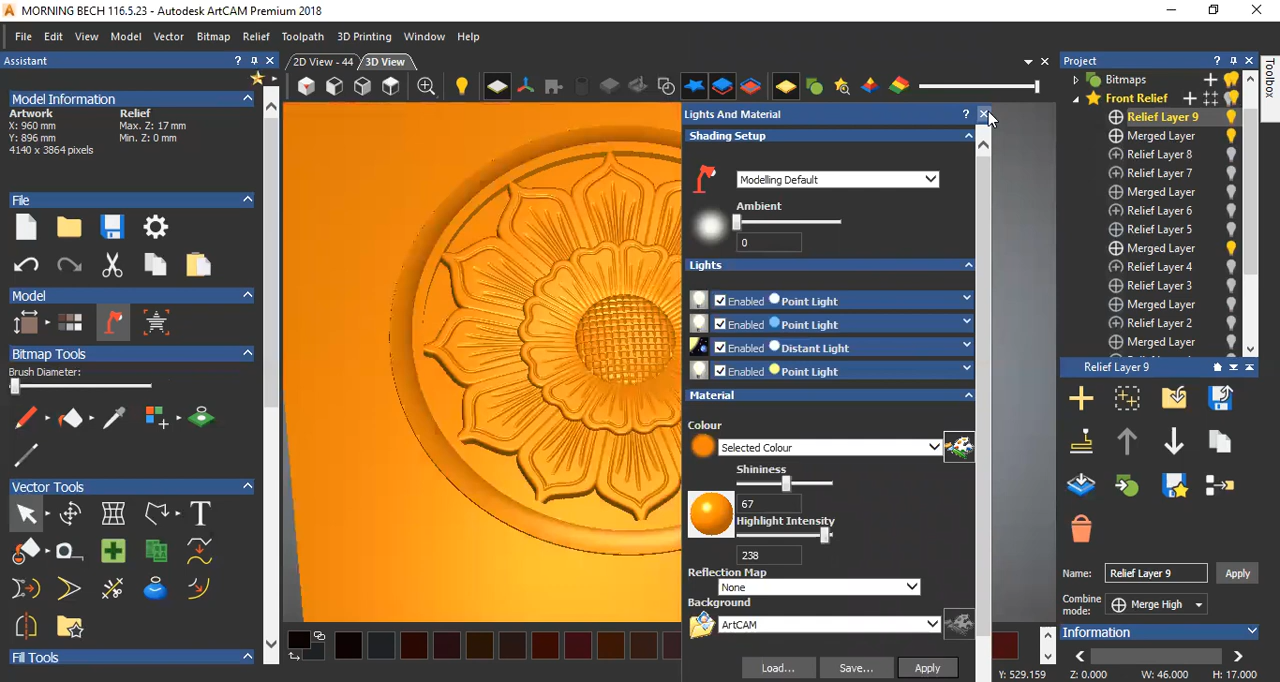 MORNING BECH 116.5.23 - Autodesk ArtCAM Premium 2018
File Edit View Model Vector Bitmap Relief Toolpath 3D Printing Window Help
Assistant ?
2D View - 44 3D View
Project ?
Toolbox
Model Information
Artwork Relief
X: 960 mm Max. Z: 17 mm
Y: 896 mm Min. Z: 0 mm
4140 x 3864 pixels
File
Model
Bitmap Tools
Brush Diameter:
Vector Tools
T
Fill Tools
Lights And Material ?
Shading Setup
Modelling Default
Ambient
0
Lights
Enabled Point Light
Enabled Point Light
Enabled Distant Light
Enabled Point Light
Material
Colour
Selected Colour
Shininess
67
Highlight Intensity
238
Reflection Map
None
Background
ArtCAM
Load... Save... Apply
Bitmaps
Front Relief
Relief Layer 9
Merged Layer
Relief Layer 8
Relief Layer 7
Merged Layer
Relief Layer 6
Relief Layer 5
Merged Layer
Relief Layer 4
Relief Layer 3
Merged Layer
Relief Layer 2
Merged Layer
Relief Layer 9
Name: Relief Layer 9 Apply
Combine mode: Merge High
Information
Y: 529.159 Z: 0.000 W: 46.000 H: 17.000